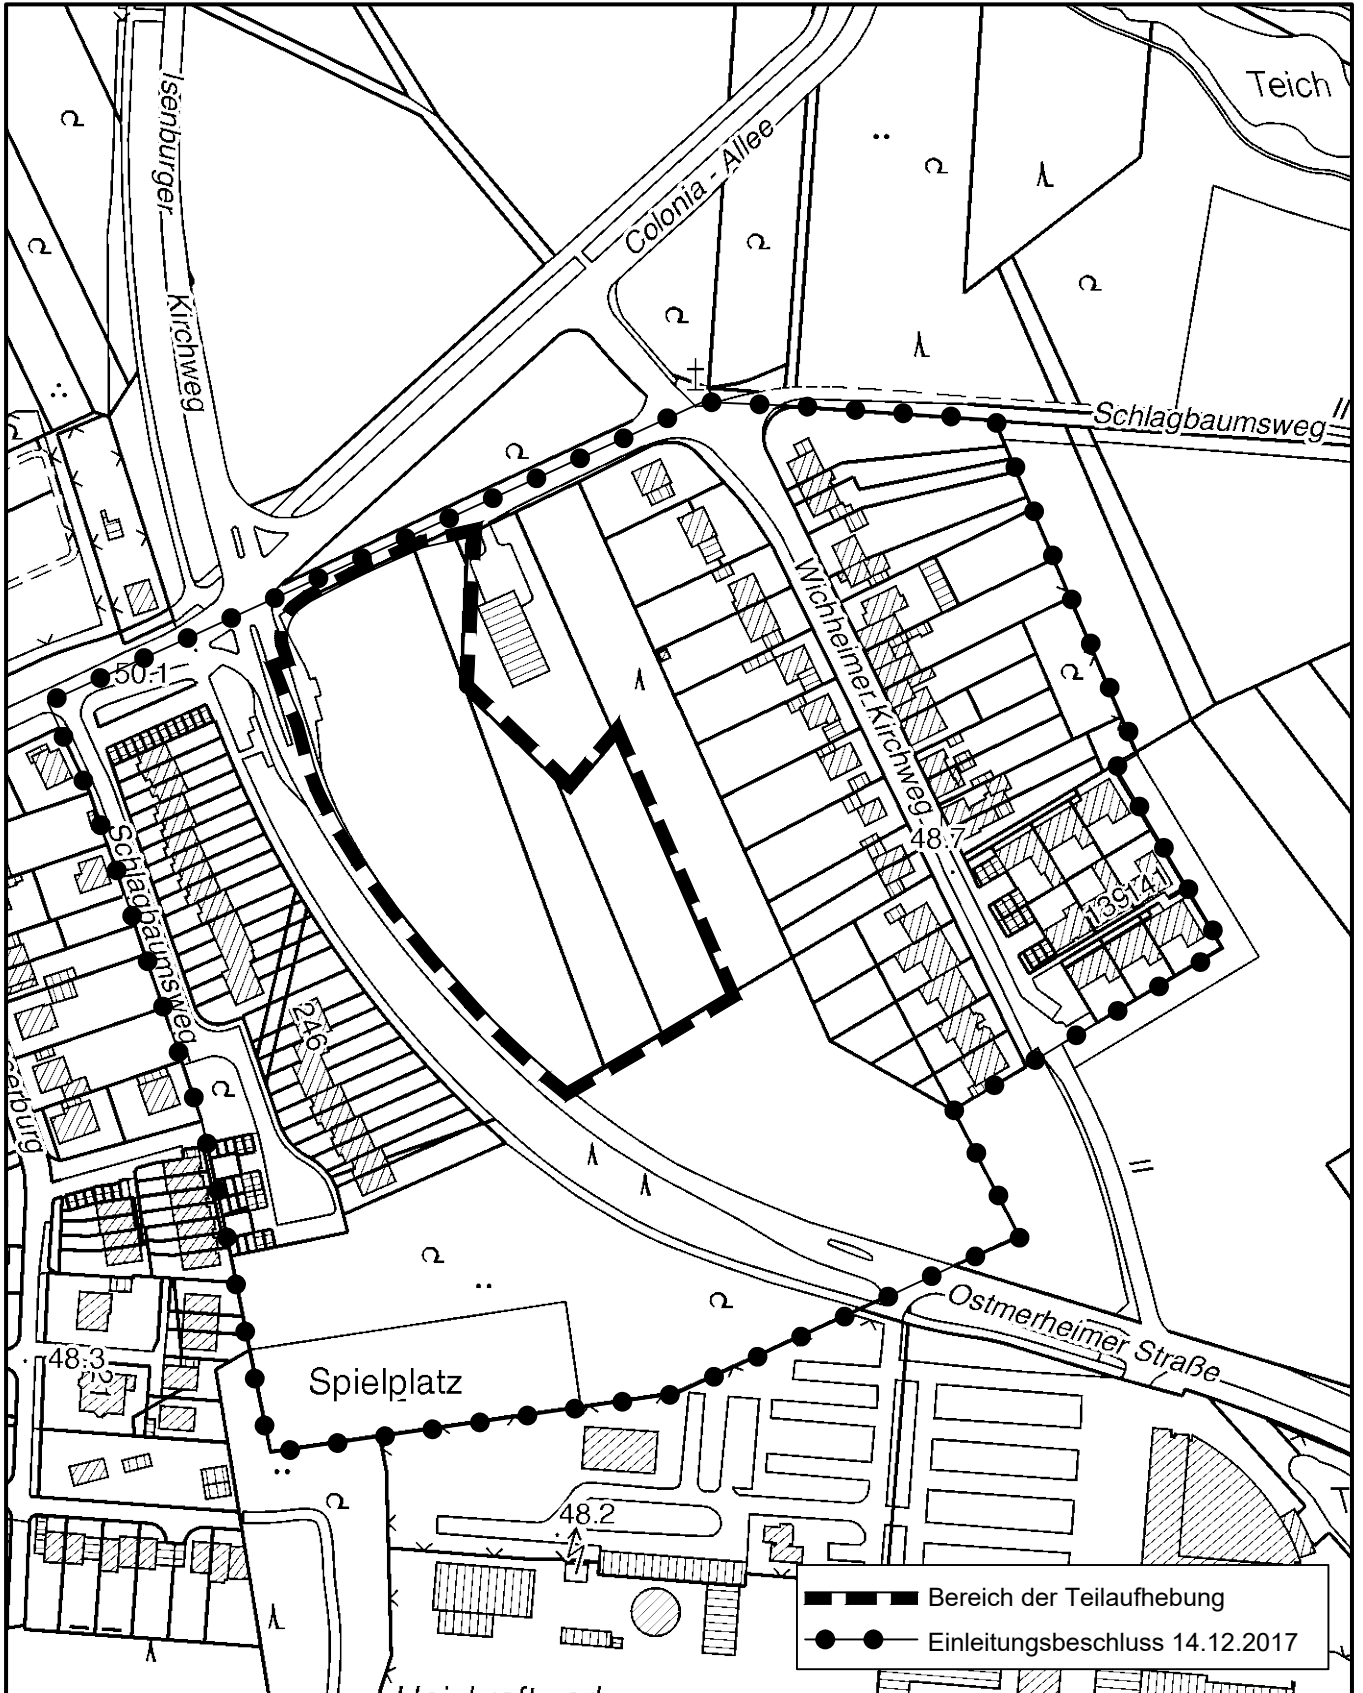 Teich
Isenburger
Kirchweg
Colonia - Allee
Schlagbaumsweg
Wichheimer Kirchweg
50.1
Schlagbaumsweg
48.7
139
141
246
Ostmerheimer Straße
48.3
Spielplatz
48.2
Bereich der Teilaufhebung
Einleitungsbeschluss 14.12.2017